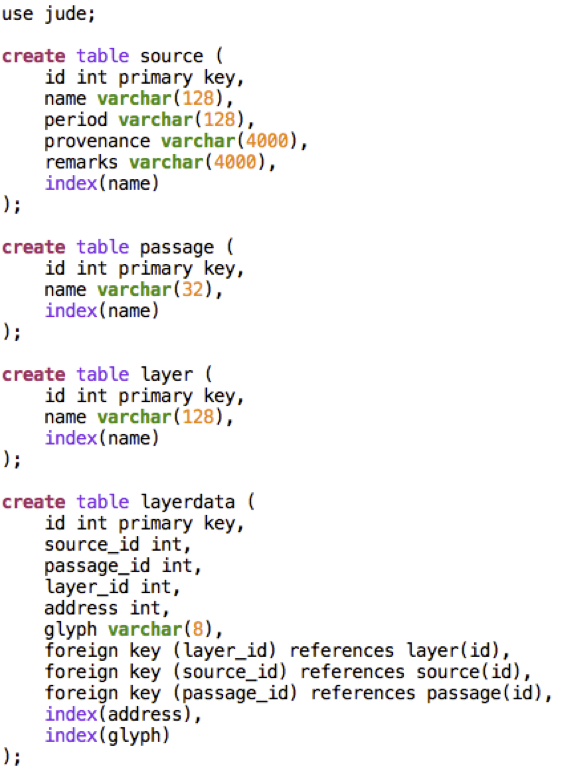 use jude;

create table source (
    id int primary key,
    name varchar(128),
    period varchar(128),
    provenance varchar(4000),
    remarks varchar(4000),
    index(name)
);

create table passage (
    id int primary key,
    name varchar(32),
    index(name)
);

create table layer (
    id int primary key,
    name varchar(128),
    index(name)
);

create table layerdata (
    id int primary key,
    source_id int,
    passage_id int,
    layer_id int,
    address int,
    glyph varchar(8),
    foreign key (layer_id) references layer(id),
    foreign key (source_id) references source(id),
    foreign key (passage_id) references passage(id),
    index(address),
    index(glyph)
);